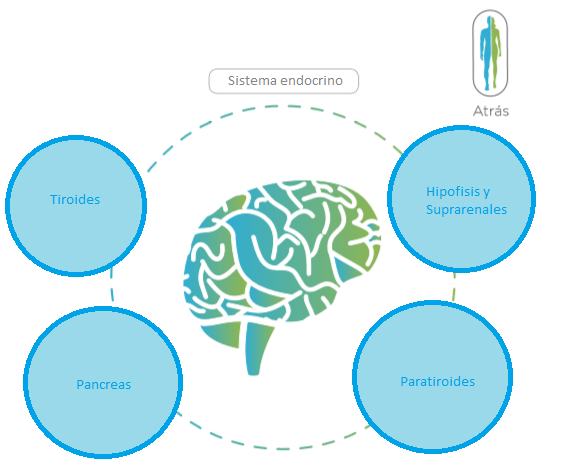 Sistema endocrino
Atrás
Tiroides
Hipofisis y
Suprarenales
Pancreas
Paratiroides